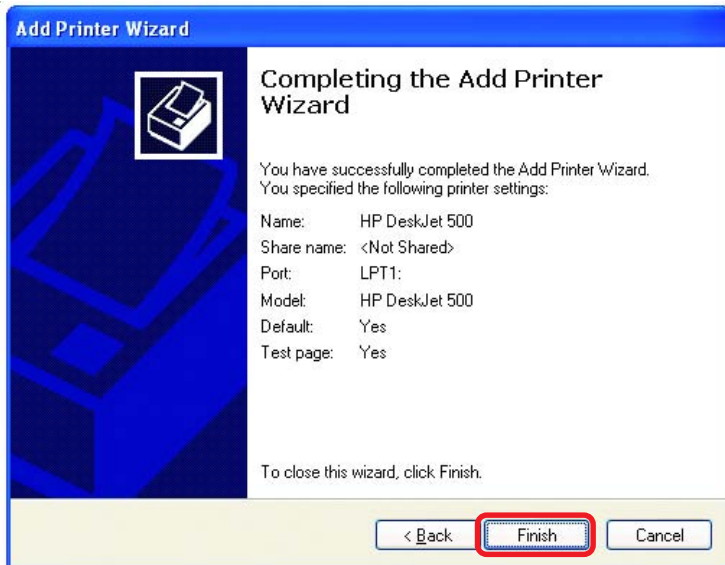 Add Printer Wizard
Completing the Add Printer
Wizard
You have successfully completed the Add Printer Wizard.
You specified the following printer settings:
Name: HP DeskJet 500
Share name: <Not Shared>
Port: LPT1:
Model: HP DeskJet 500
Default: Yes
Test page: Yes
To close this wizard, click Finish.
< Back Finish Cancel